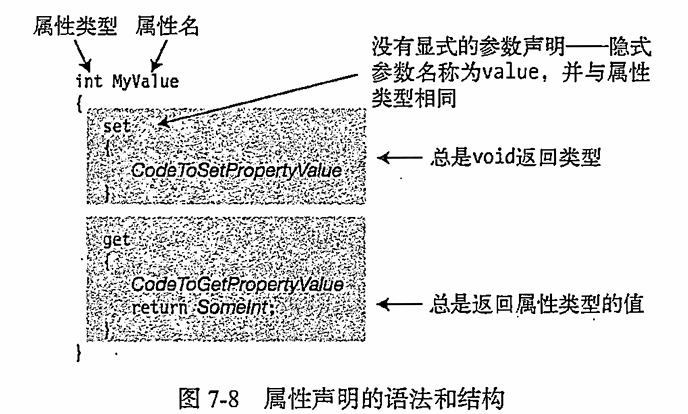 属性类型 属性名
没有显式的参数声明——隐式
参数名称为value，并与属性
类型相同
int MyValue
{
set
{
CodeToSetPropertyValue
}
总是void返回类型
get
{
CodeToGetPropertyValue
return SomeInt;
}
总是返回属性类型的值
}
图 7-8 属性声明的语法和结构